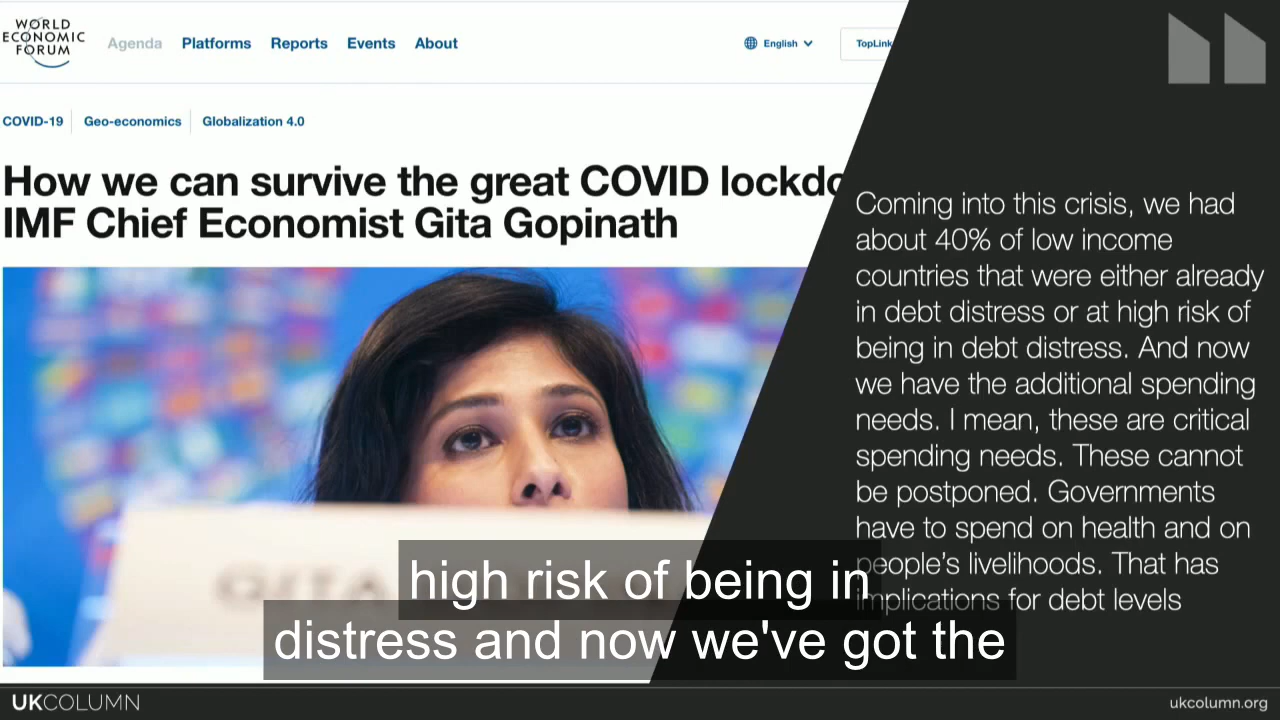 WORLD
ECONOMIC
FORUM
Agenda Platforms Reports Events About
English
TopLink
COVID-19 Geo-economics Globalization 4.0
How we can survive the great COVID lockdo
IMF Chief Economist Gita Gopinath
Coming into this crisis, we had
about 40% of low income
countries that were either already
in debt distress or at high risk of
being in debt distress. And now
we have the additional spending
needs. I mean, these are critical
spending needs. These cannot
be postponed. Governments
have to spend on health and on
people's livelihoods. That has
implications for debt levels
GITA
high risk of being in
distress and now we've got the
UKCOLUMN
ukcolumn.org